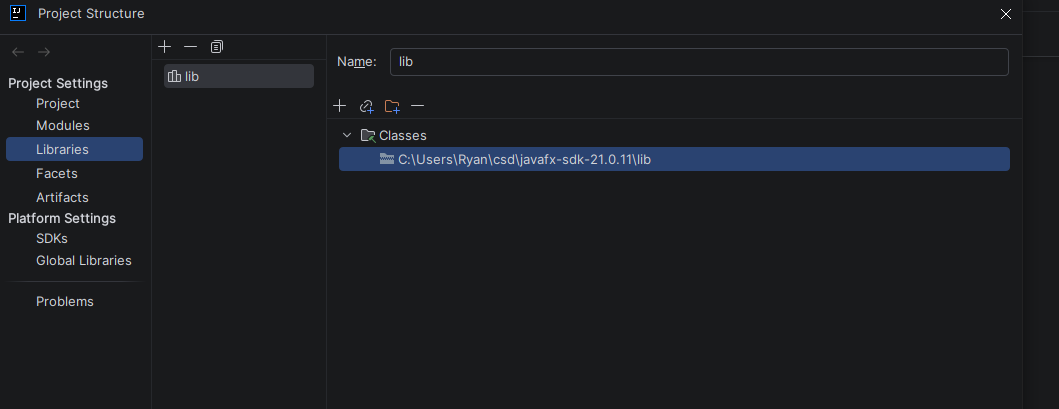 IJ
Project Structure
Project Settings
Project
Modules
Libraries
Facets
Artifacts
Platform Settings
SDKs
Global Libraries
Problems
lib
Name:
lib
Classes
C:\Users\Ryan\csd\javafx-sdk-21.0.11\lib